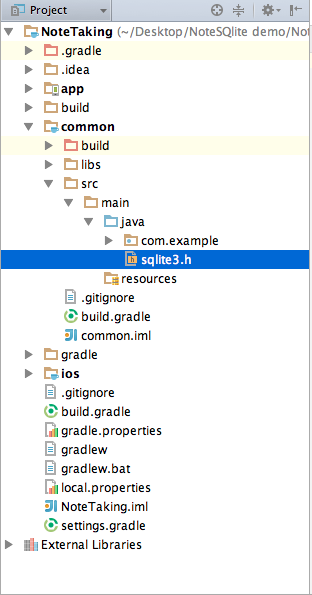 Project
NoteTaking (~/Desktop/NoteSQlite demo/Not
.gradle
.idea
app
build
common
build
libs
src
main
java
com.example
sqlite3.h
resources
.gitignore
build.gradle
common.iml
gradle
ios
.gitignore
build.gradle
gradle.properties
gradlew
gradlew.bat
local.properties
NoteTaking.iml
settings.gradle
External Libraries